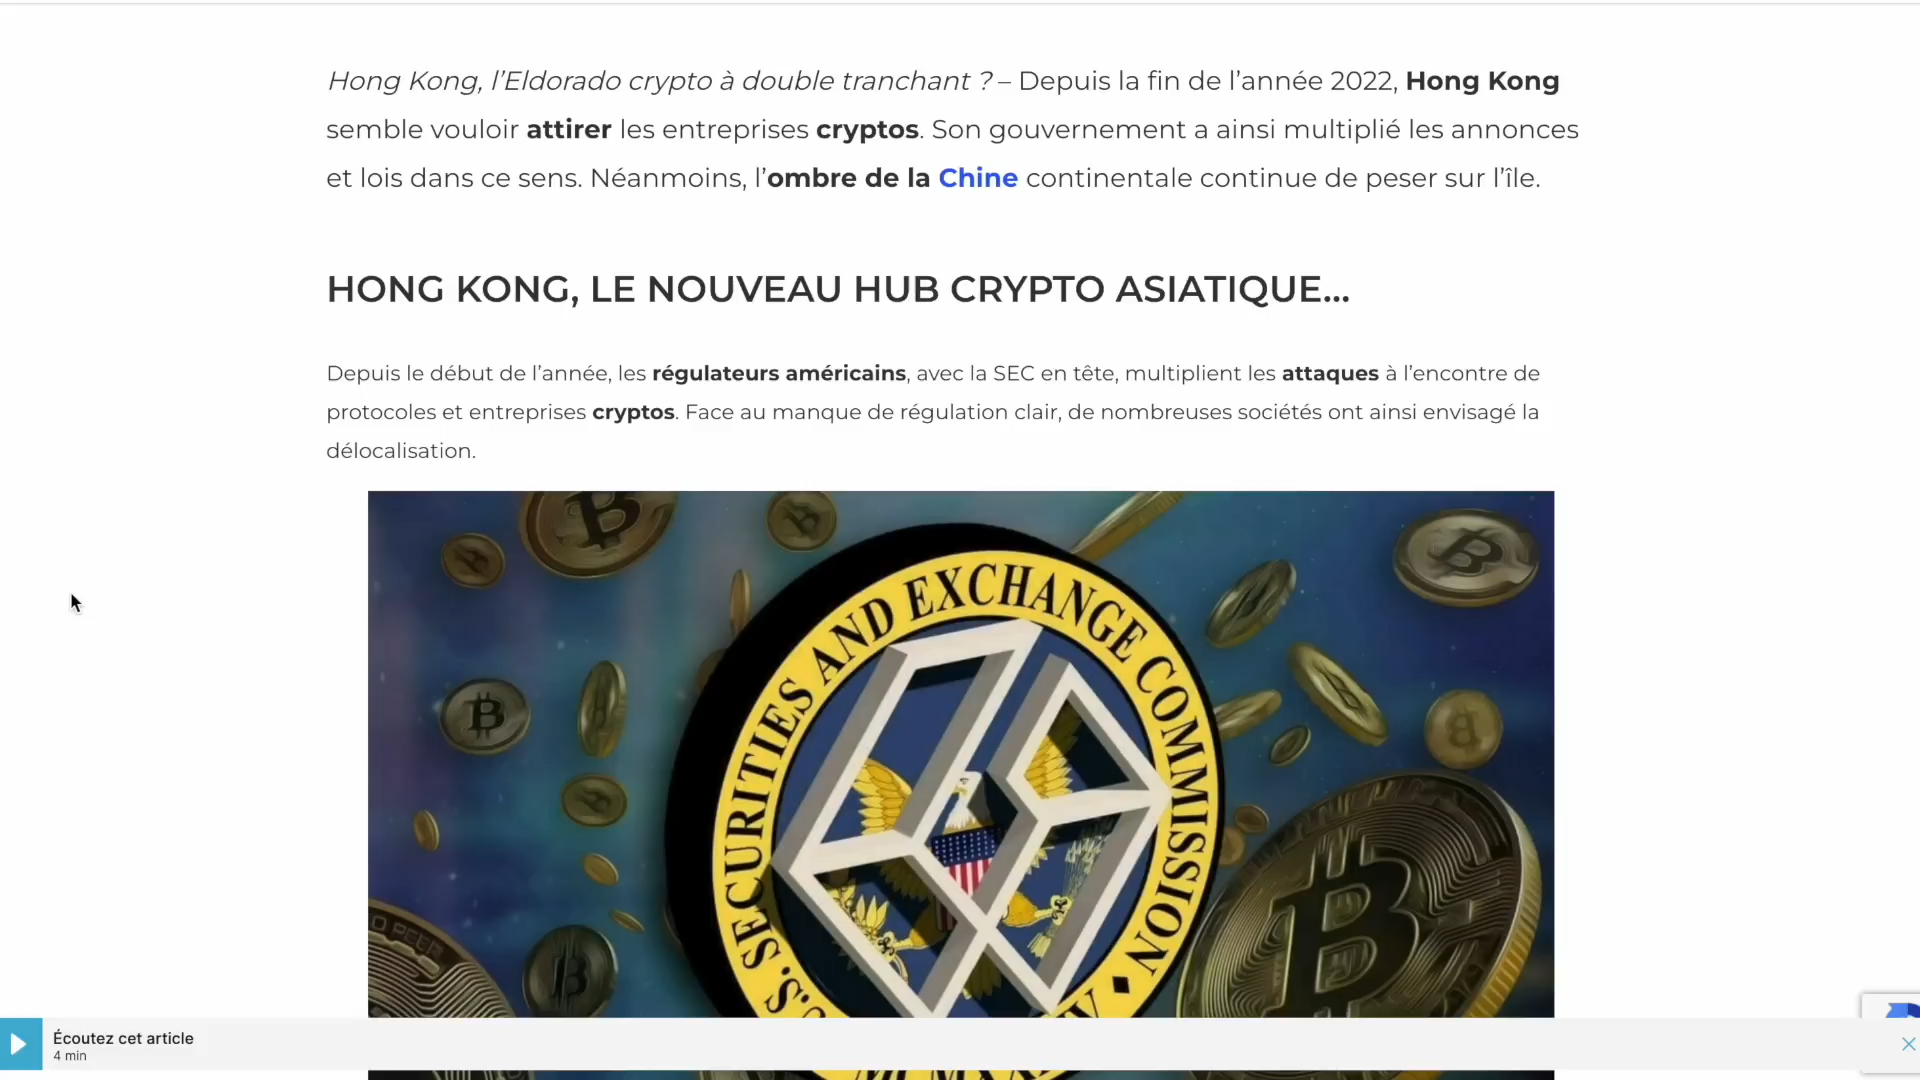 Hong Kong, l’Eldorado crypto à double tranchant ? – Depuis la fin de l’année 2022, Hong Kong
semble vouloir attirer les entreprises cryptos. Son gouvernement a ainsi multiplié les annonces
et lois dans ce sens. Néanmoins, l’ombre de la Chine continentale continue de peser sur l’île.
HONG KONG, LE NOUVEAU HUB CRYPTO ASIATIQUE…
Depuis le début de l’année, les régulateurs américains, avec la SEC en tête, multiplient les attaques à l’encontre de
protocoles et entreprises cryptos. Face au manque de régulation clair, de nombreuses sociétés ont ainsi envisagé la
délocalisation.
U.S. SECURITIES AND EXCHANGE COMMISSION
Écoutez cet article
4 min